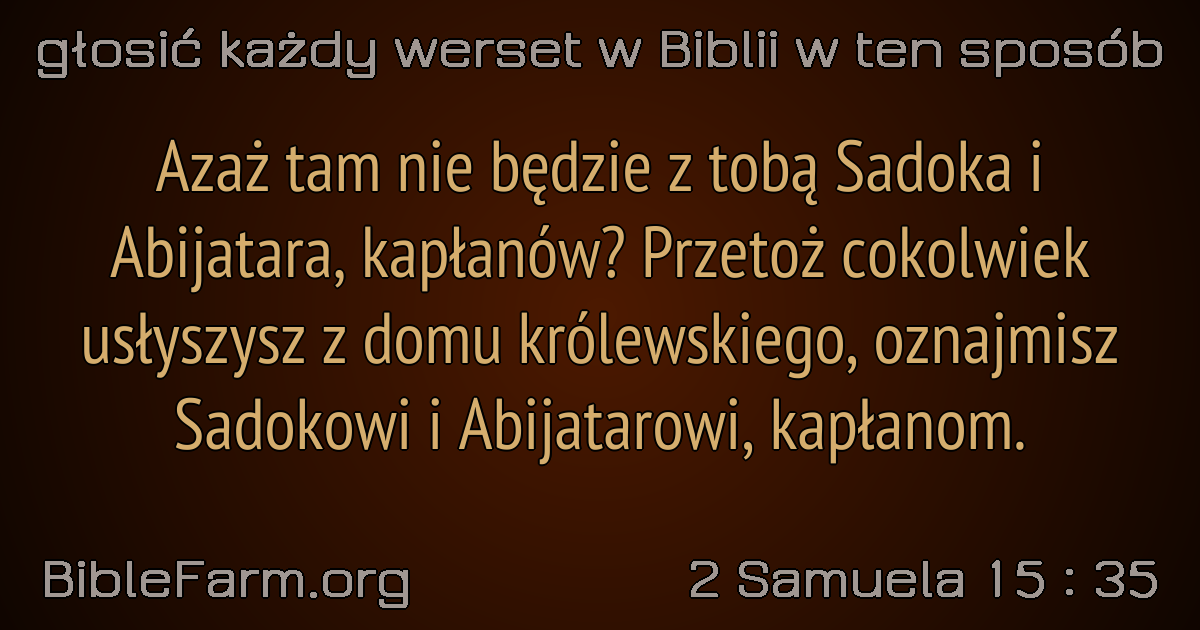 głosić każdy werset w Biblii w ten sposób
Azaż tam nie będzie z tobą Sadoka i
Abijatara, kapłanów? Przetoż cokolwiek
usłyszysz z domu królewskiego, oznajmisz
Sadokowi i Abijatarowi, kapłanom.
BibleFarm.org
2 Samuela 15 : 35